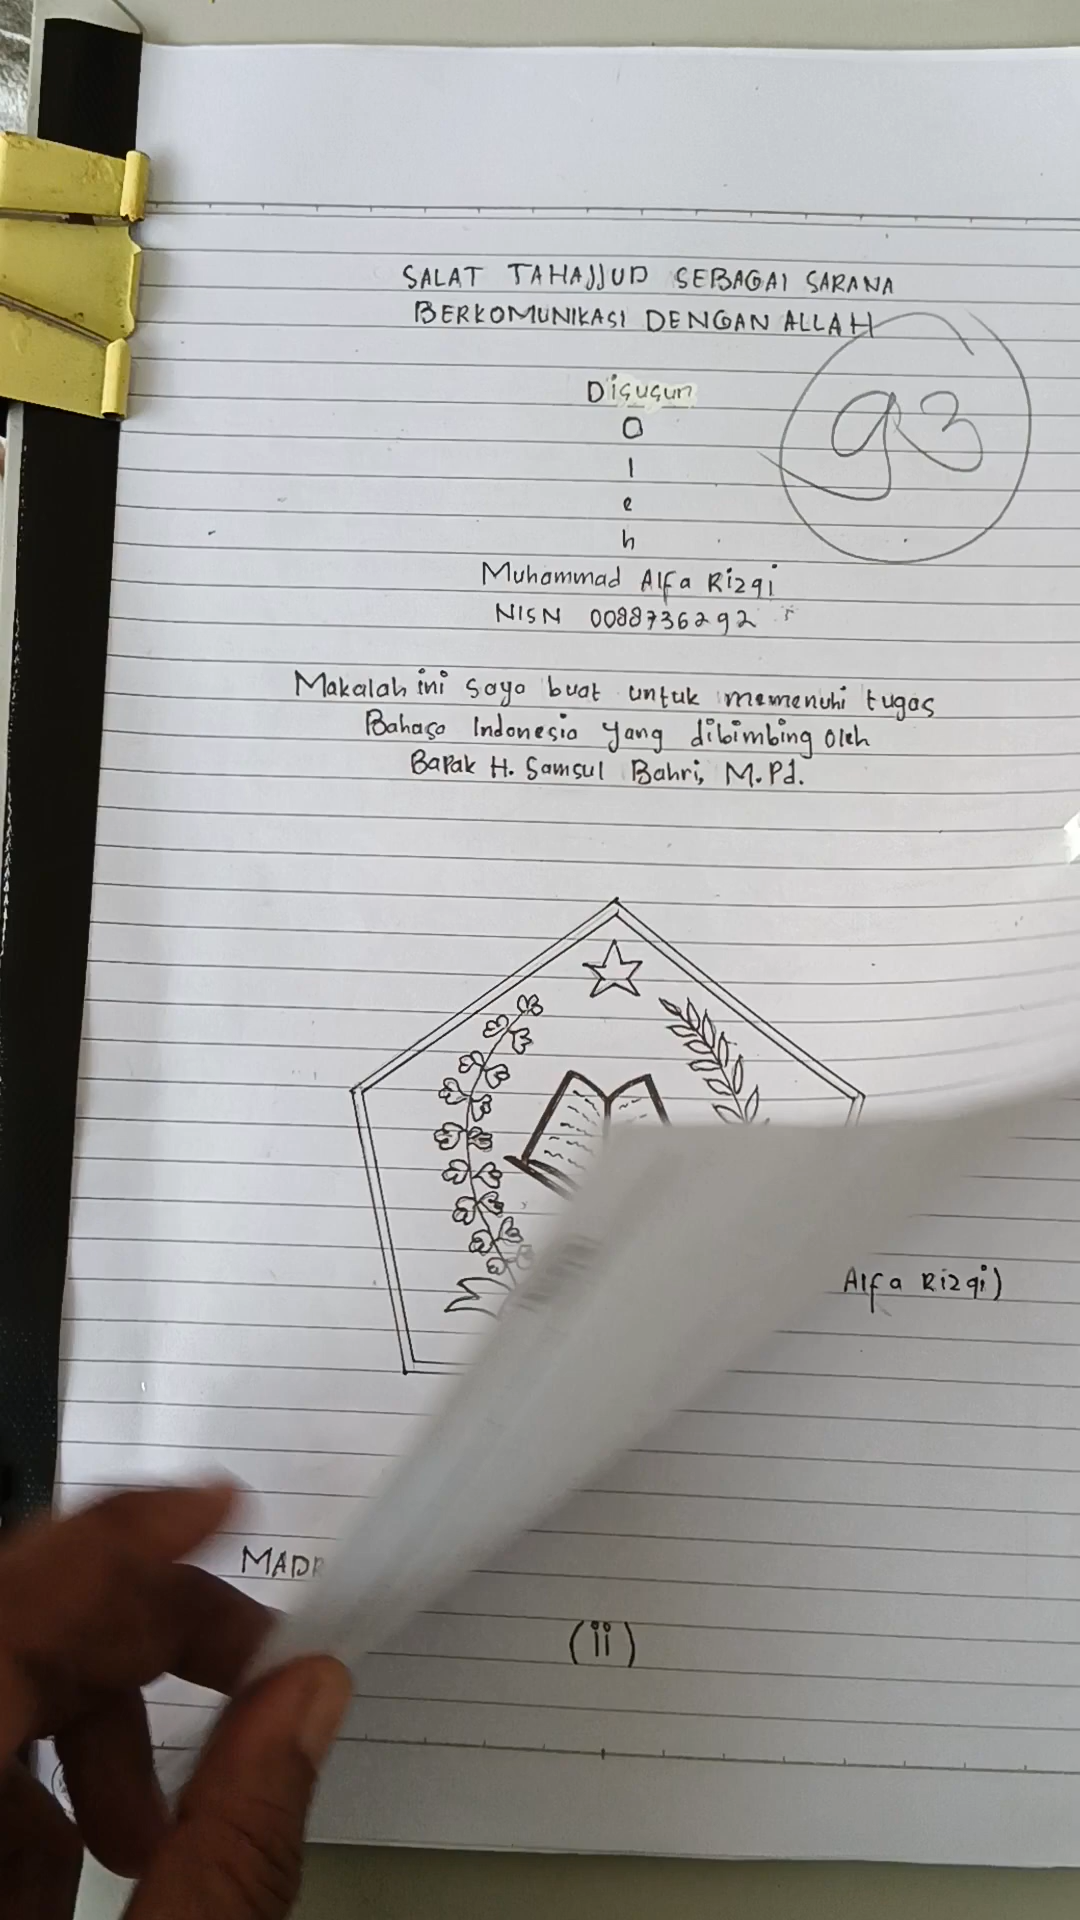 SALAT TAHAJJUD SEBAGAI SARANA
BERKOMUNIKASI DENGAN ALLAH
93
Disusun
O
l
e
h
Muhammad Alfa Rizqi
NISN 0088736292
Makalah ini saya buat untuk memenuhi tugas
Bahasa Indonesia yang dibimbing oleh
Bapak H. Samsul Bahri, M.Pd.
Alfa Rizqi)
MADR
(ii)